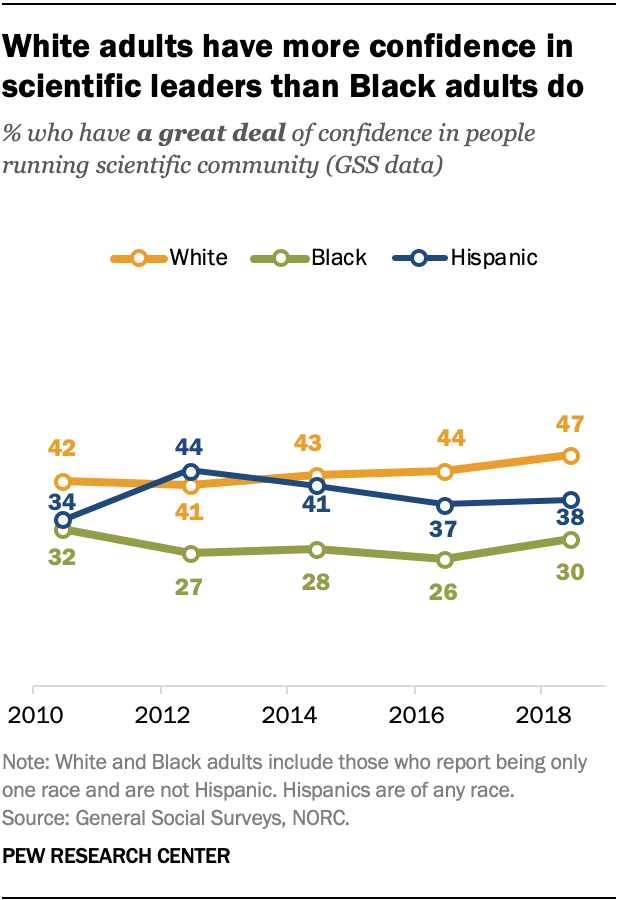 White adults have more confidence in
scientific leaders than Black adults do
% who have a great deal of confidence in people
running scientific community (GSS data)
White Black Hispanic
42 44 43 44 47
34 41 41 37 38
32 27 28 26 30
2010 2012 2014 2016 2018
Note: White and Black adults include those who report being only
one race and are not Hispanic. Hispanics are of any race.
Source: General Social Surveys, NORC.
PEW RESEARCH CENTER